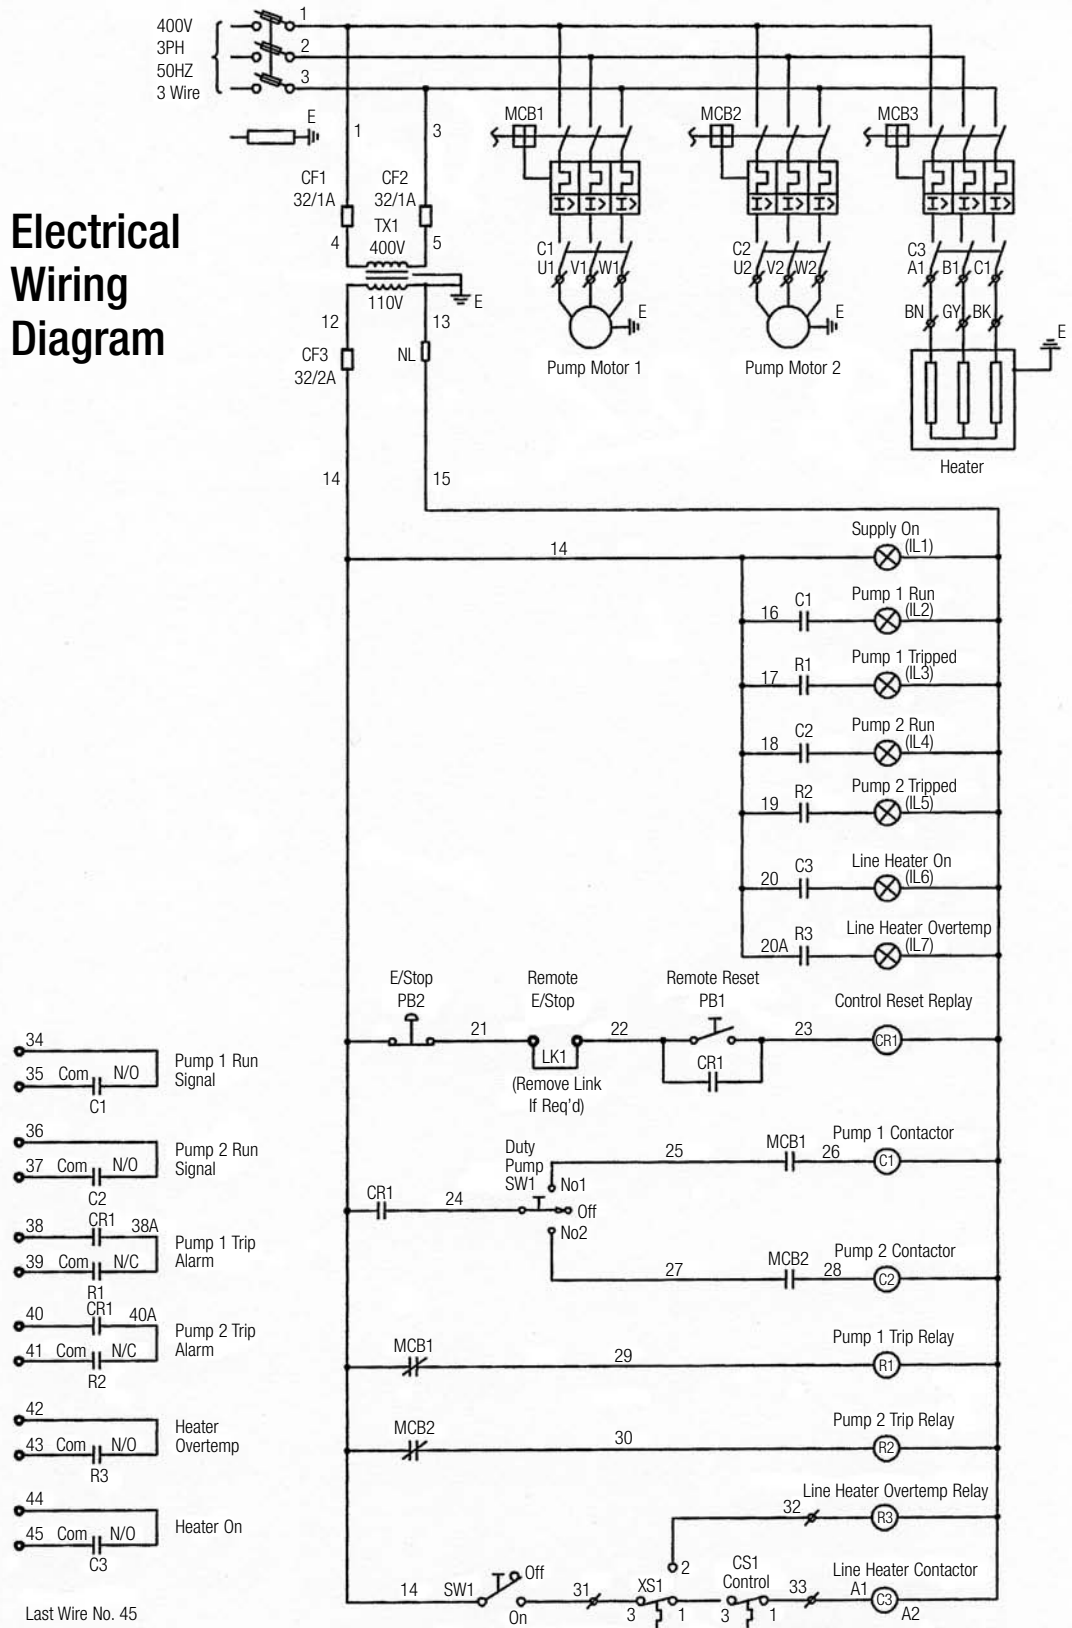 Electrical
Wiring
Diagram
400V
3PH
50HZ
3 Wire
1
2
3
E
1
3
CF1
32/1A
CF2
32/1A
TX1
400V
4
5
110V
E
12
13
CF3
32/2A
NL
14
15
MCB1
I>
I>
I>
C1
U1
V1
W1
E
Pump Motor 1
MCB2
I>
I>
I>
C2
U2
V2
W2
E
Pump Motor 2
MCB3
I>
I>
I>
C3
A1
B1
C1
BN
GY
BK
E
Heater
14
Supply On
(IL1)
16
C1
Pump 1 Run
(IL2)
17
R1
Pump 1 Tripped
(IL3)
18
C2
Pump 2 Run
(IL4)
19
R2
Pump 2 Tripped
(IL5)
20
C3
Line Heater On
(IL6)
20A
R3
Line Heater Overtemp
(IL7)
E/Stop
PB2
21
Remote
E/Stop
LK1
(Remove Link
If Req'd)
22
Remote Reset
PB1
CR1
23
Control Reset Replay
CR1
CR1
24
Duty
Pump
SW1
No1
Off
No2
25
MCB1
26
Pump 1 Contactor
C1
27
MCB2
28
Pump 2 Contactor
C2
MCB1
29
Pump 1 Trip Relay
R1
MCB2
30
Pump 2 Trip Relay
R2
Line Heater Overtemp Relay
32
R3
14
SW1
Off
On
31
XS1
2
3
1
CS1
Control
3
1
33
Line Heater Contactor
A1
C3
A2
34
35 Com N/O
C1
Pump 1 Run
Signal
36
37 Com N/O
C2
Pump 2 Run
Signal
38 CR1 38A
39 Com N/C
R1
Pump 1 Trip
Alarm
40 CR1 40A
41 Com N/C
R2
Pump 2 Trip
Alarm
42
43 Com N/O
R3
Heater
Overtemp
44
45 Com N/O
C3
Heater On
Last Wire No. 45